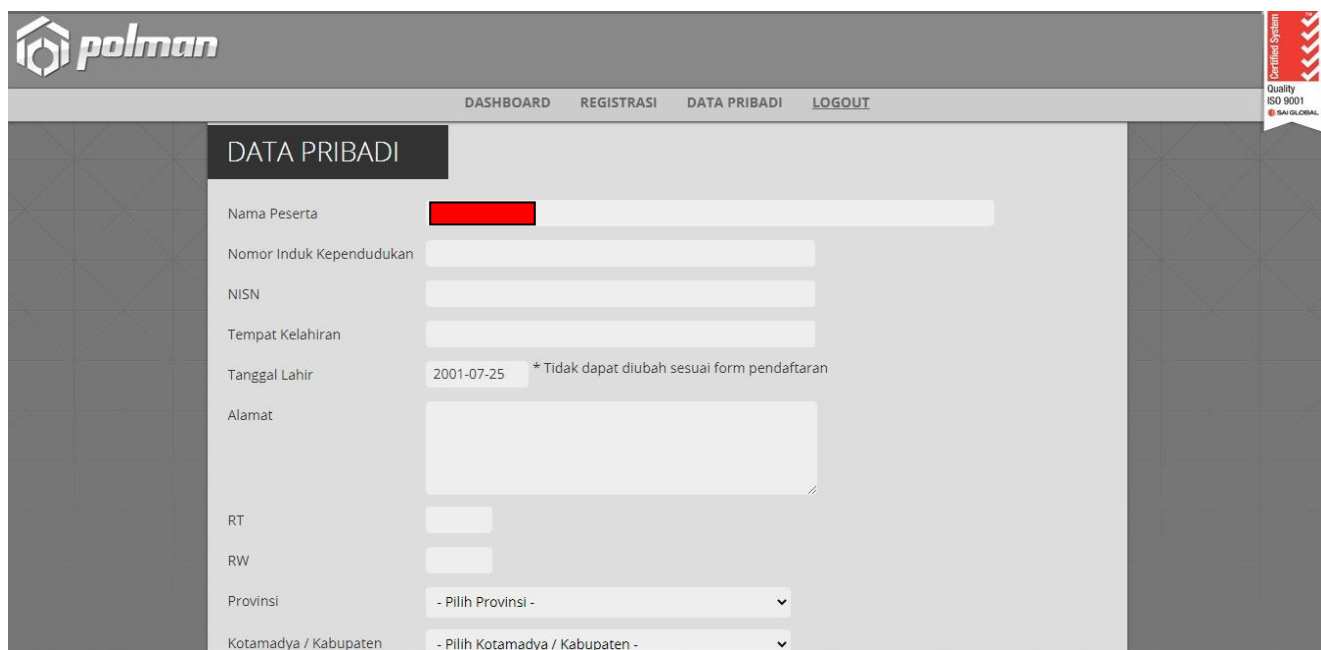 polman
Certified System
Quality
ISO 9001
SAI GLOBAL
DASHBOARD REGISTRASI DATA PRIBADI LOGOUT
DATA PRIBADI
Nama Peserta
Nomor Induk Kependudukan
NISN
Tempat Kelahiran
Tanggal Lahir 2001-07-25 * Tidak dapat diubah sesuai form pendaftaran
Alamat
RT
RW
Provinsi - Pilih Provinsi -
Kotamadya / Kabupaten - Pilih Kotamadya / Kabupaten -